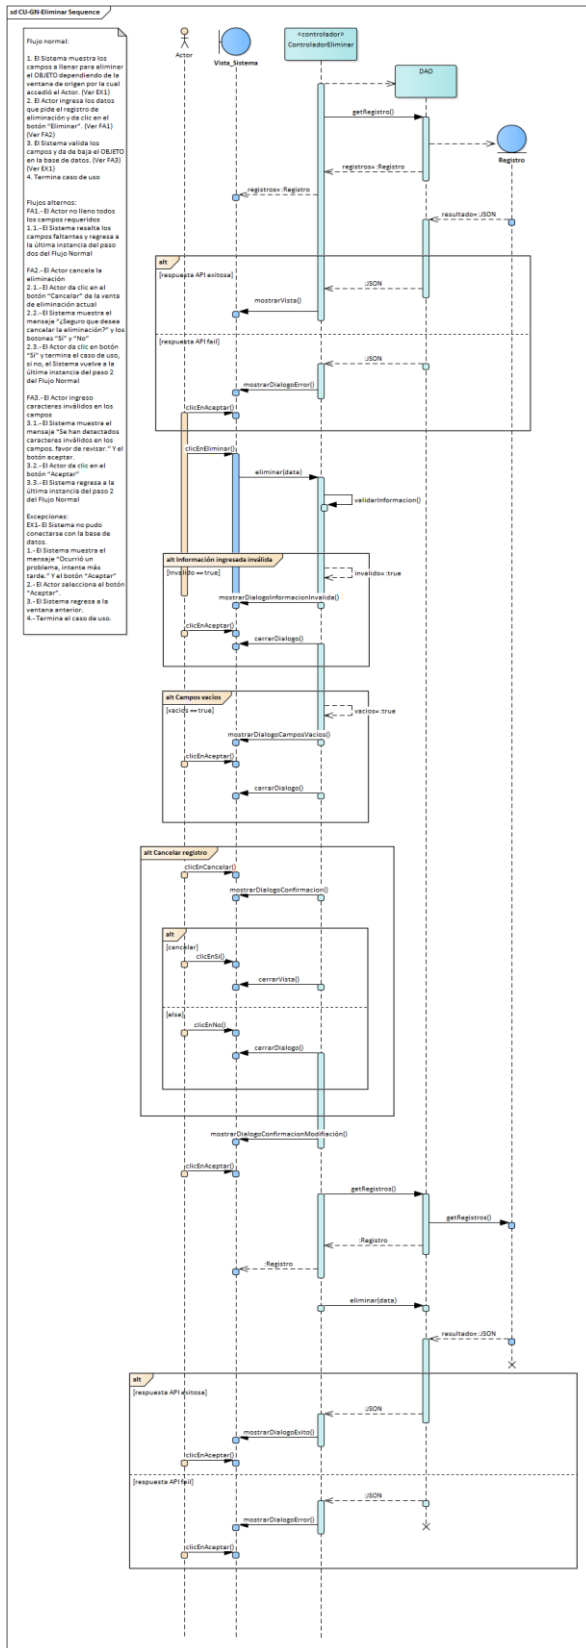 sd CU-GN-Eliminar Sequence
Flujo normal:
1. El Sistema muestra los
campos a llenar para eliminar
el OBJETO dependiendo de la
ventana de origen por la cual
accedió el Actor. (Ver EX1)
2. El Actor ingresa los datos
que pide el registro de
eliminación y da clic en el
botón "Eliminar". (Ver FA1)
(Ver FA2)
3. El Sistema valida los
campos y da de baja el OBJETO
en la base de datos. (Ver FA3)
(Ver EX1)
4. Termina caso de uso
Flujos alternos:
FA1.- El Actor no lleno todos
los campos requeridos
1.1.- El Sistema resalta los
campos faltantes y regresa a
la última instancia del paso
dos del Flujo Normal
FA2.- El Actor cancela la
eliminación
2.1.- El Actor da clic en el
botón "Cancelar" de la venta
de eliminación actual
2.2.- El Sistema muestra el
mensaje "¿Seguro que desea
cancelar la eliminación?" y los
botones "Si" y "No"
2.3.- El Actor da clic en botón
"Si" y termina el caso de uso,
si no, el Sistema vuelve a la
última instancia del paso 2
del Flujo Normal
FA3.- El Actor ingreso
caracteres inválidos en los
campos
3.1.- El Sistema muestra el
mensaje "Se han detectados
caracteres inválidos en los
campos. favor de revisar." Y el
botón aceptar.
3.2.- El Actor da clic en el
botón "Aceptar"
3.3.- El Sistema regresa a la
última instancia del paso 2
del Flujo Normal
Excepciones:
EX1- El Sistema no pudo
conectarse con la base de
datos.
1.- El Sistema muestra el
mensaje "Ocurrió un
problema, intente más
tarde." Y el botón "Aceptar"
2.- El Actor selecciona el botón
"Aceptar".
3.- El Sistema regresa a la
ventana anterior.
4.- Termina el caso de uso.
Actor
Vista_Sistema
«controlador»
ControladorEliminar
DAO
Registro
getRegistro()
registros= :Registro
registros= :Registro
resultado= :JSON
alt
[respuesta API exitosa]
:JSON
mostrarVista()
[respuesta API fail]
:JSON
mostrarDialogoError()
clicEnAceptar()
clicEnEliminar()
eliminar(data)
validarInformacion()
alt Información ingresada inválida
[Invalido == true]
invalido= :true
mostrarDialogoInformacionInvalida()
clicEnAceptar()
cerrarDialogo()
alt Campos vacíos
[vacios == true]
vacios= :true
mostrarDialogoCamposVacios()
clicEnAceptar()
cerrarDialogo()
alt Cancelar registro
clicEnCancelar()
mostrarDialogoConfirmacion()
alt
[cancelar]
clicEnSi()
cerrarVista()
[else]
clicEnNo()
cerrarDialogo()
mostrarDialogoConfirmacionModifiación()
clicEnAceptar()
getRegistros()
getRegistros()
:Registro
:Registro
eliminar(data)
resultado= :JSON
alt
[respuesta API exitosa]
:JSON
mostrarDialogoExito()
clicEnAceptar()
[respuesta API fail]
:JSON
mostrarDialogoError()
clicEnAceptar()